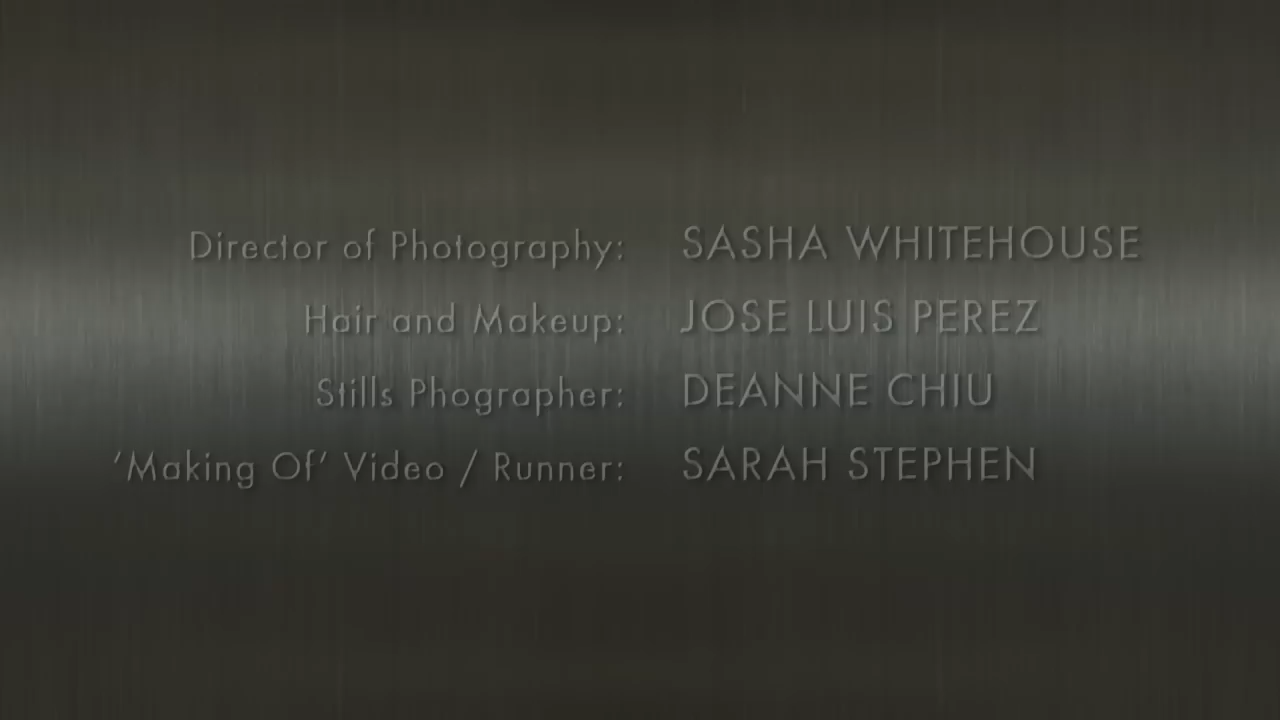 Director of Photography: SASHA WHITEHOUSE
Hair and Makeup: JOSE LUIS PEREZ
Stills Phographer: DEANNE CHIU
‘Making Of’ Video / Runner: SARAH STEPHEN